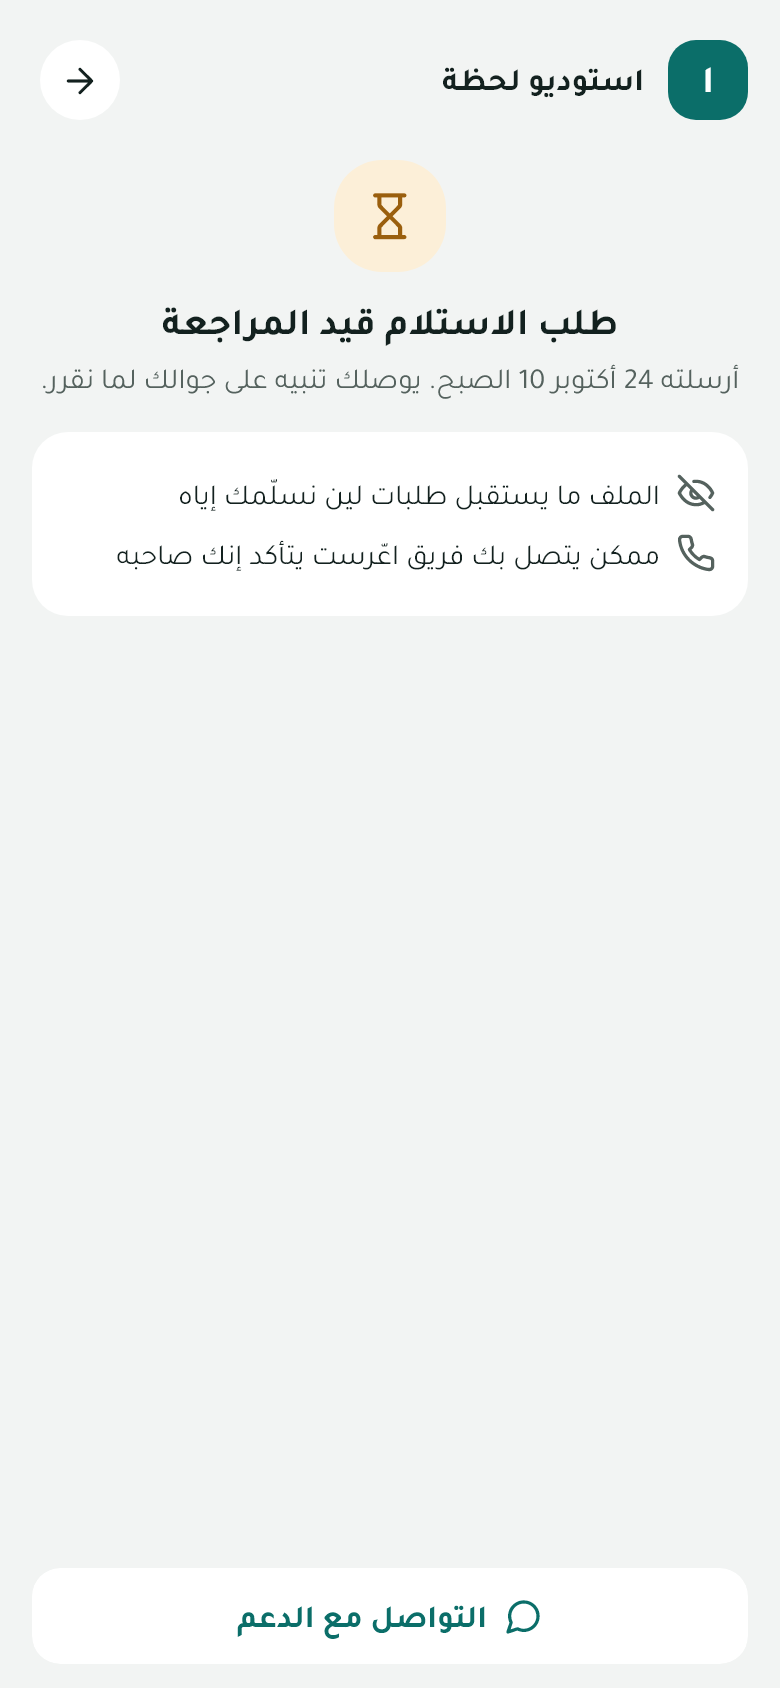 ا
استوديو لحظة
طلب الاستلام قيد المراجعة
أرسلته 24 أكتوبر 10 الصبح. يوصلك تنبيه على جوالك لما نقرر.
الملف ما يستقبل طلبات لين نسلّمك إياه
ممكن يتصل بك فريق اغّرست يتأكد إنك صاحبه
التواصل مع الدعم